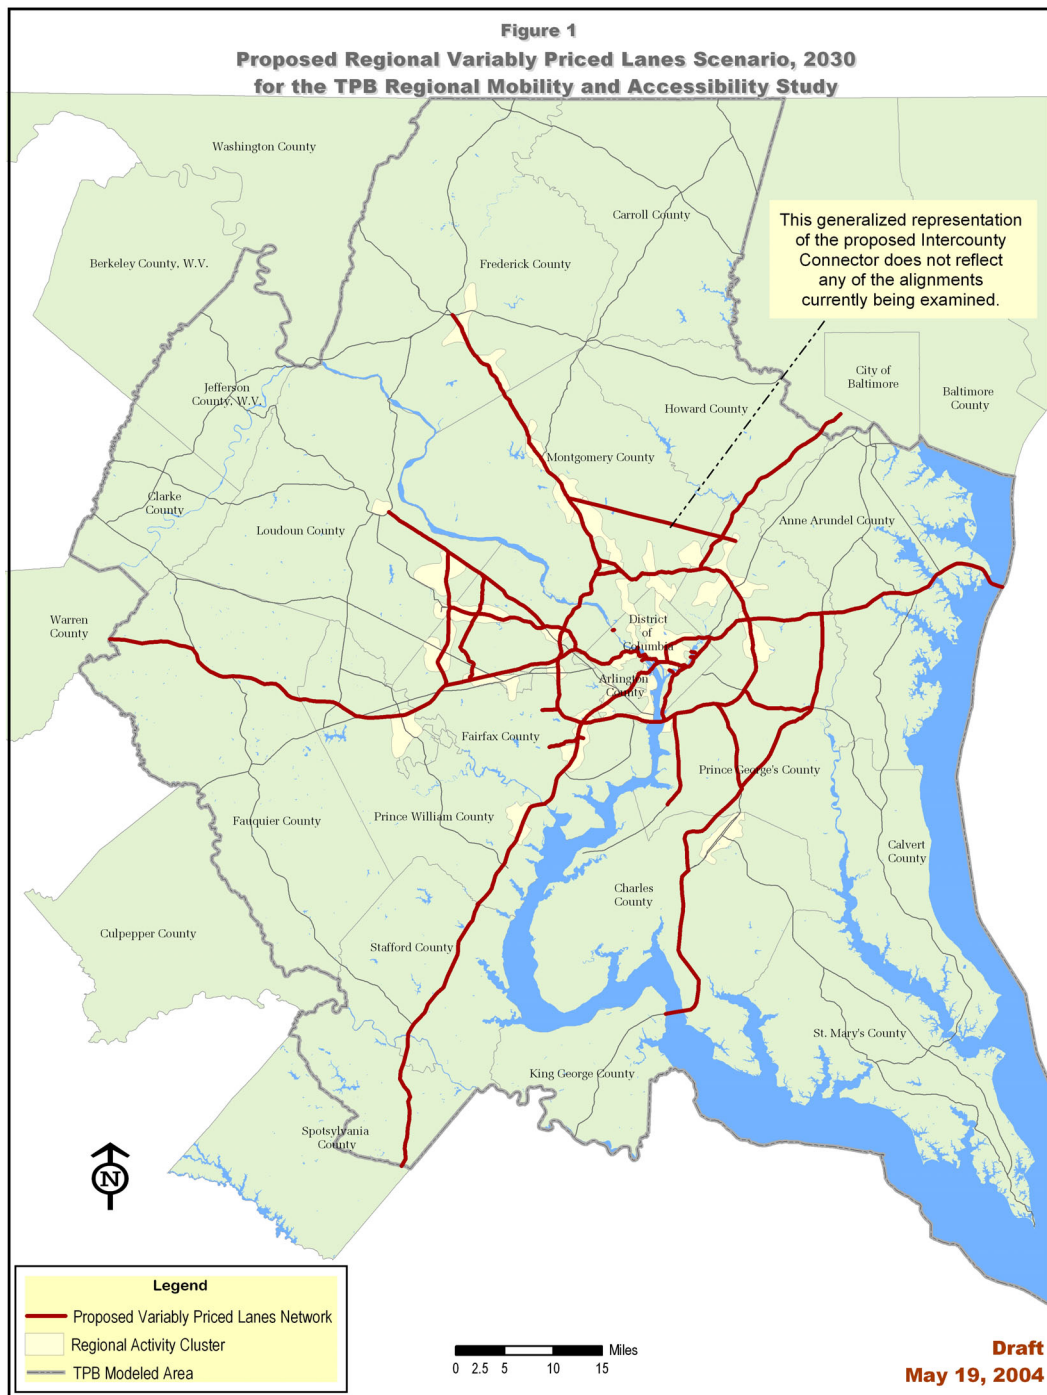 Figure 1
Proposed Regional Variably Priced Lanes Scenario, 2030
for the TPB Regional Mobility and Accessibility Study
Washington County
Carroll County
This generalized representation
of the proposed Intercounty
Connector does not reflect
any of the alignments
currently being examined.
Berkeley County, W.V.
Frederick County
City of
Baltimore
Baltimore
County
Jefferson
County, W.V.
Howard County
Montgomery County
Clarke
County
Loudoun County
Anne Arundel County
Warren
County
District
of
Columbia
Arlington
County
Fairfax County
Prince George's County
Fauquier County
Prince William County
Calvert
County
Charles
County
Culpepper County
Stafford County
St. Mary's County
King George County
Spotsylvania
County
N
Legend
Proposed Variably Priced Lanes Network
Regional Activity Cluster
TPB Modeled Area
Miles
0 2.5 5 10 15
Draft
May 19, 2004